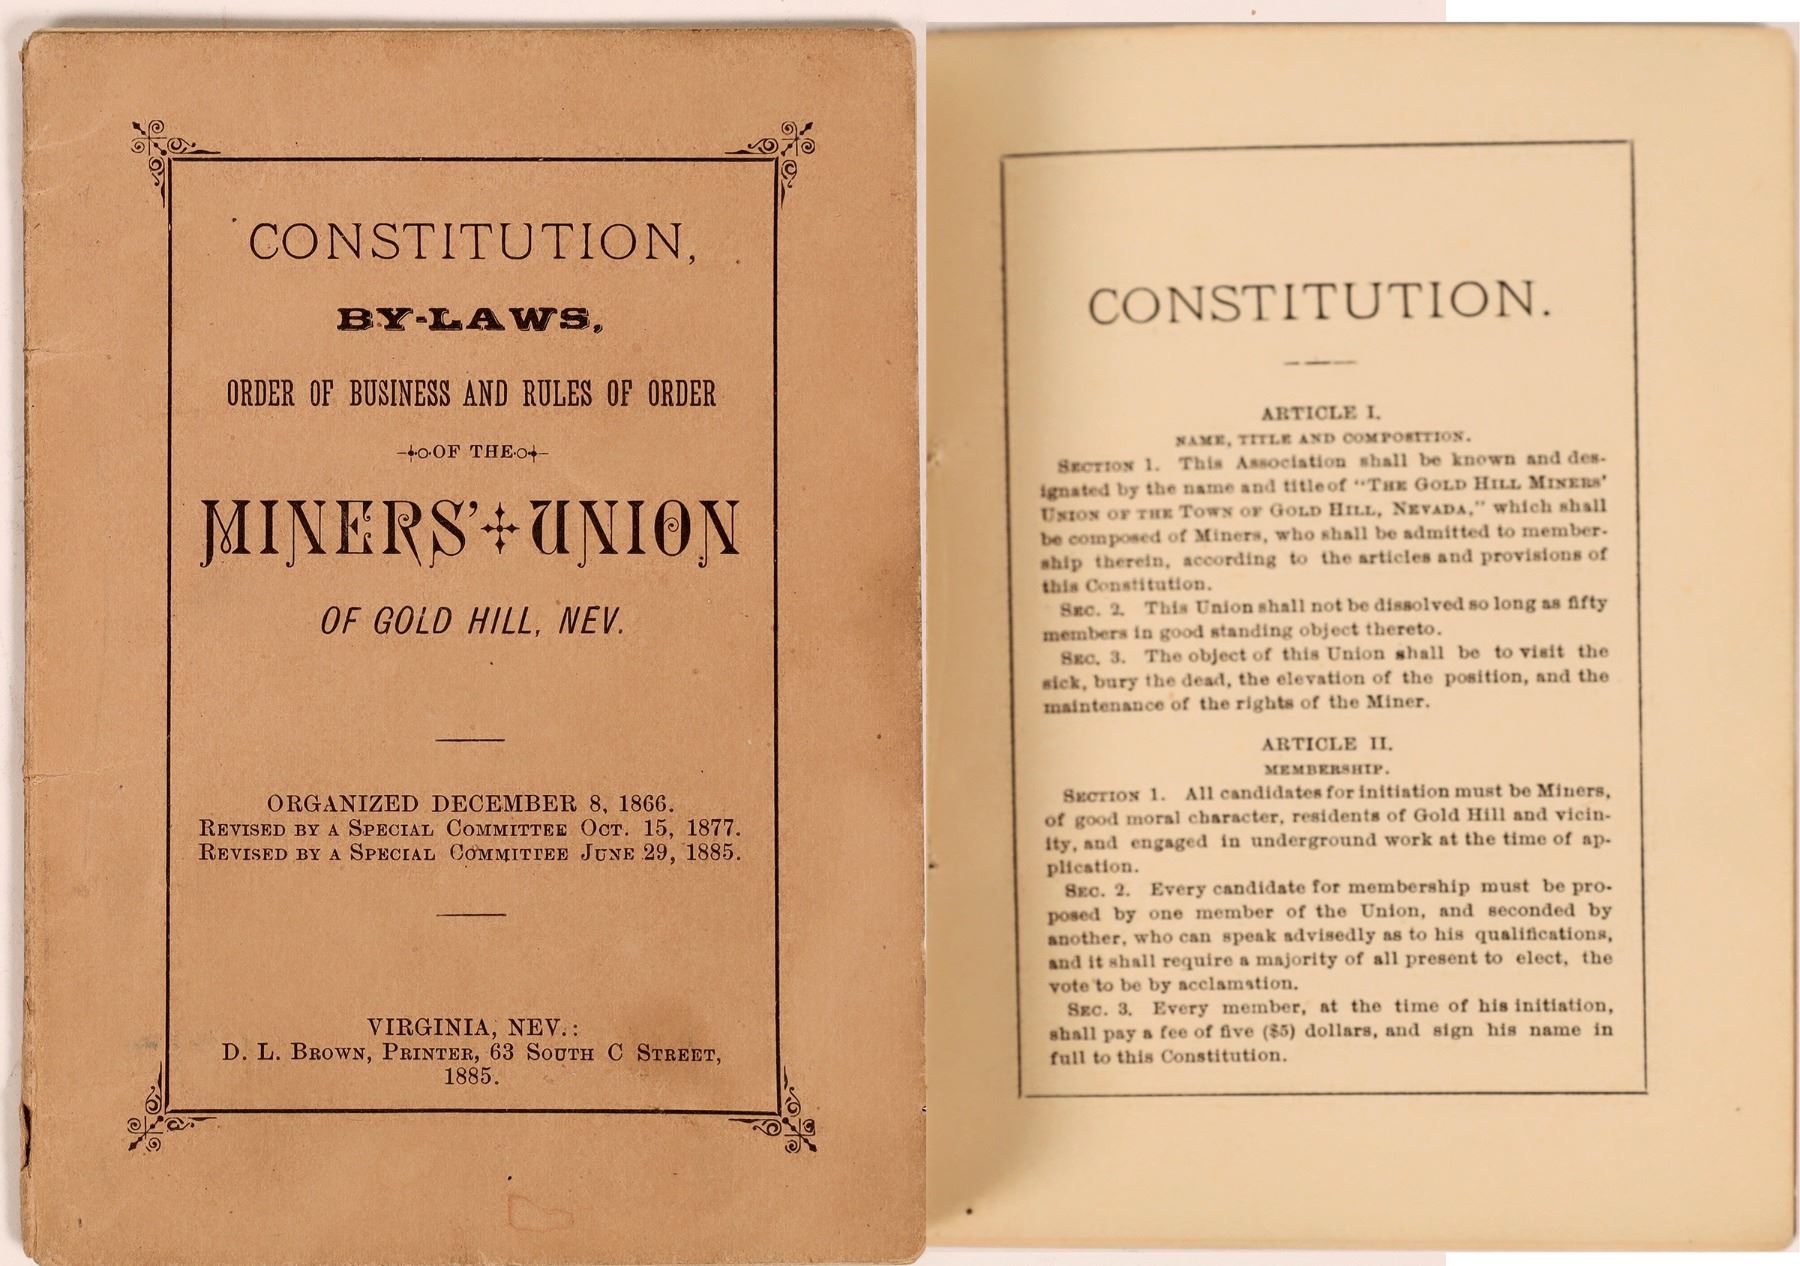 CONSTITUTION,
BY-LAWS,
ORDER OF BUSINESS AND RULES OF ORDER
OF THE
MINERS' UNION
OF GOLD HILL, NEV.
ORGANIZED DECEMBER 8, 1866.
REVISED BY A SPECIAL COMMITTEE OCT. 15, 1877.
REVISED BY A SPECIAL COMMITTEE JUNE 29, 1885.
VIRGINIA, NEV.:
D. L. BROWN, PRINTER, 63 SOUTH C STREET,
1885.
CONSTITUTION.
ARTICLE I.
NAME, TITLE AND COMPOSITION.
SECTION 1. This Association shall be known and des-
ignated by the name and title of "THE GOLD HILL MINERS'
UNION OF THE TOWN OF GOLD HILL, NEVADA," which shall
be composed of Miners, who shall be admitted to member-
ship therein, according to the articles and provisions of
this Constitution.
SEC. 2. This Union shall not be dissolved so long as fifty
members in good standing object thereto.
SEC. 3. The object of this Union shall be to visit the
sick, bury the dead, the elevation of the position, and the
maintenance of the rights of the Miner.
ARTICLE II.
MEMBERSHIP.
SECTION 1. All candidates for initiation must be Miners,
of good moral character, residents of Gold Hill and vicin-
ity, and engaged in underground work at the time of ap-
plication.
SEC. 2. Every candidate for membership must be pro-
posed by one member of the Union, and seconded by
another, who can speak advisedly as to his qualifications,
and it shall require a majority of all present to elect, the
vote to be by acclamation.
SEC. 3. Every member, at the time of his initiation,
shall pay a fee of five ($5) dollars, and sign his name in
full to this Constitution.